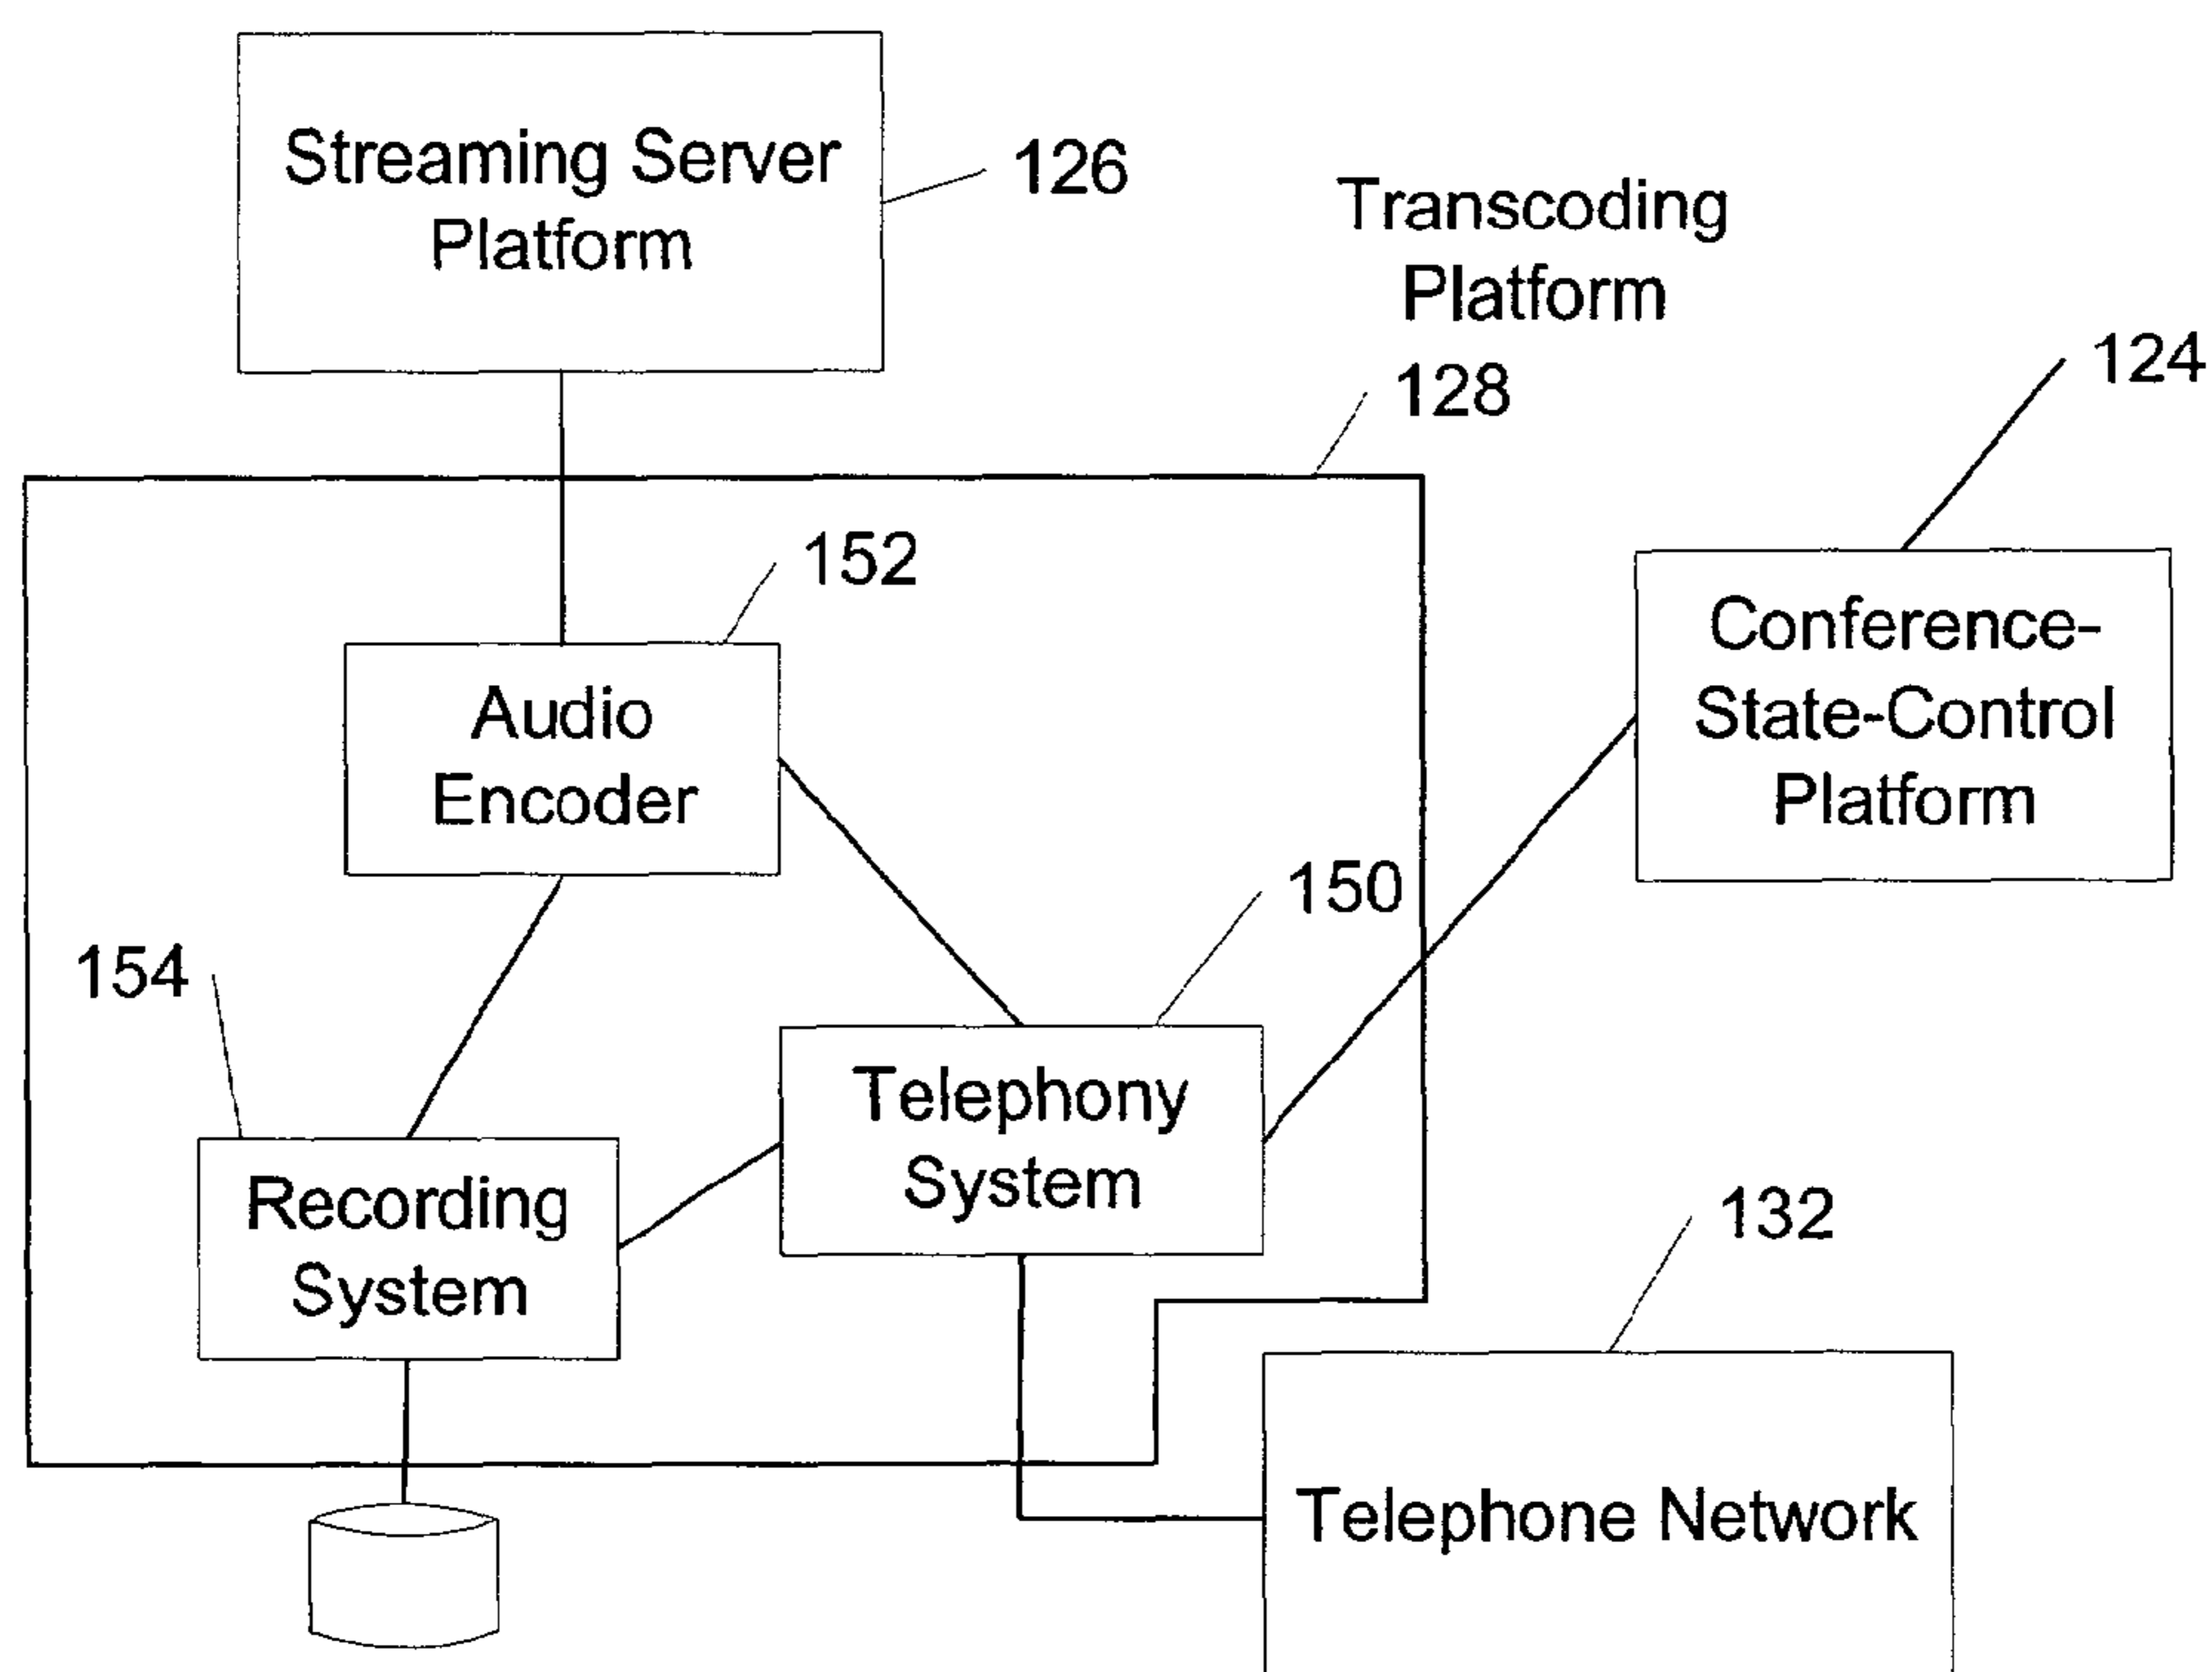 Streaming Server
Platform
126
Transcoding
Platform
128
124
152
Audio
Encoder
Conference-
State-Control
Platform
150
154
Telephony
System
Recording
System
132
Telephone Network